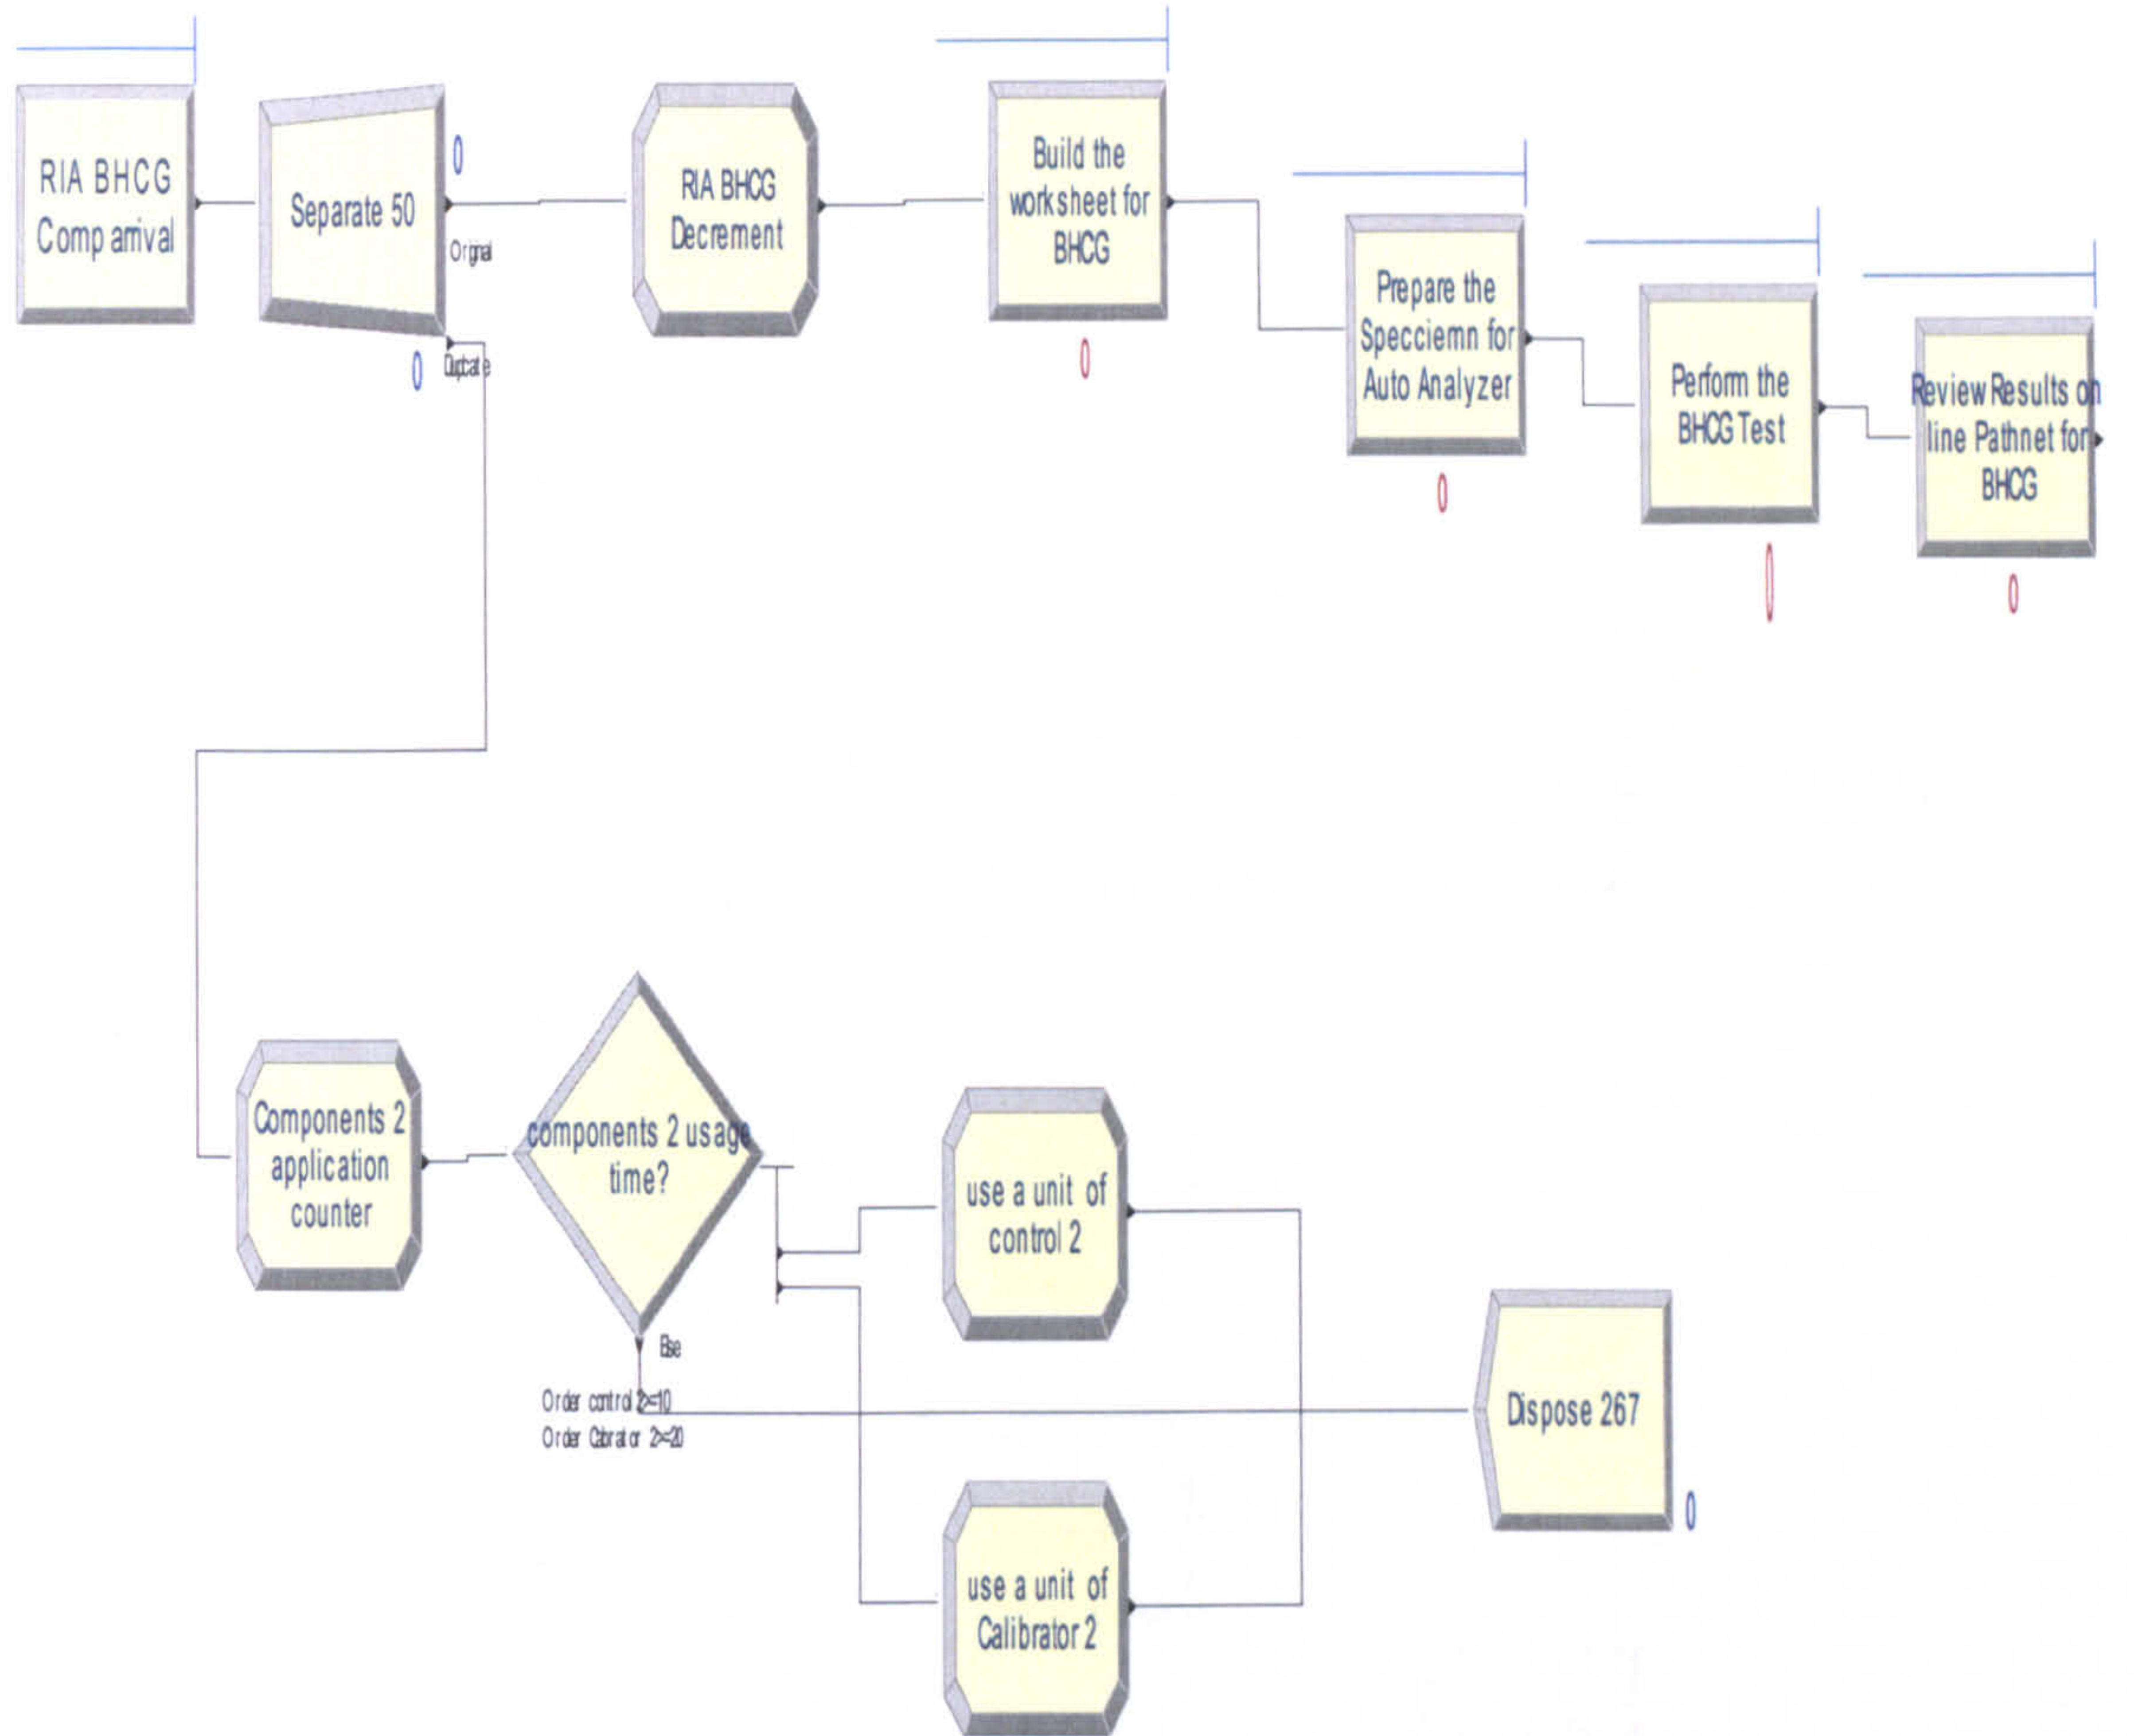 RIA BHCG
Comp arrival
Separate 50
0
Original
0
Duplicate
RIA BHCG
Decrement
Build the
worksheet for
BHCG
0
Prepare the
Specciemn for
Auto Analyzer
0
Perform the
BHCG Test
0
Review Results on
line Pathnet for
BHCG
0
Components 2
application
counter
components 2 usage
time?
Else
Order control 2>=10
Order Calibrator 2>=20
use a unit of
control 2
use a unit of
Calibrator 2
Dispose 267
0